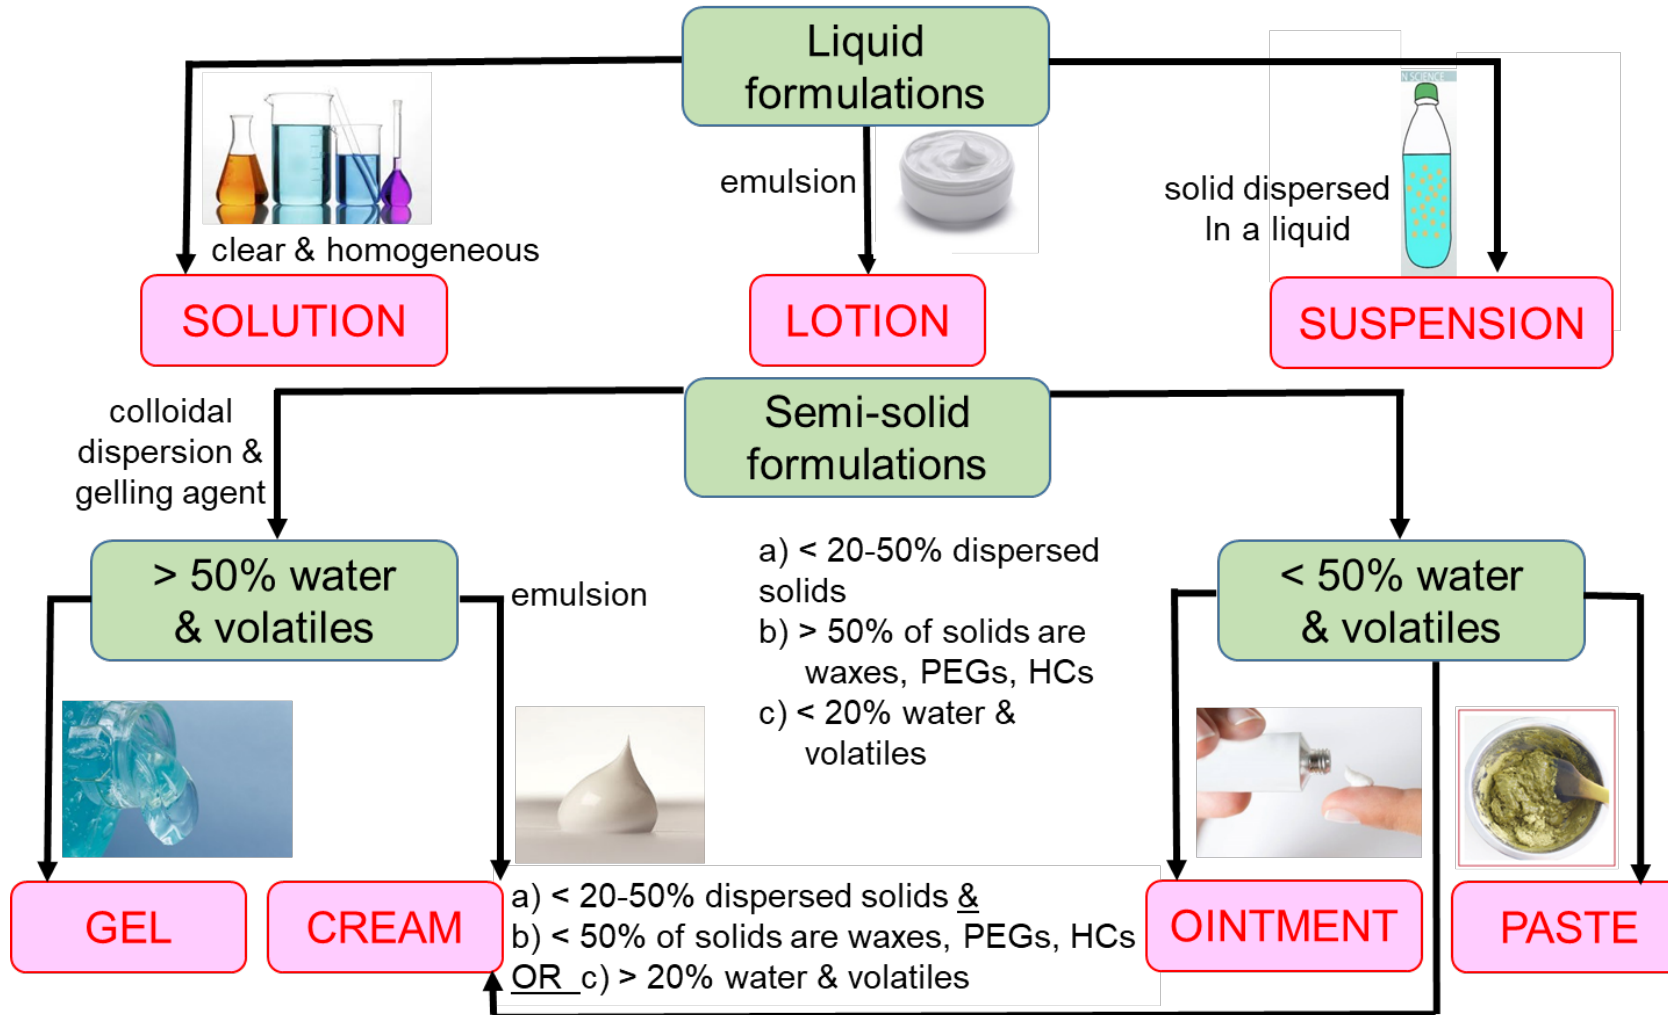 Liquid
formulations
N SCIENCE
emulsion
solid dispersed
In a liquid
clear & homogeneous
SOLUTION
LOTION
SUSPENSION
Semi-solid
formulations
colloidal
dispersion &
gelling agent
> 50% water
& volatiles
emulsion
a) < 20-50% dispersed
solids
b) > 50% of solids are
waxes, PEGs, HCs
c) < 20% water &
volatiles
< 50% water
& volatiles
GEL
CREAM
a) < 20-50% dispersed solids &
b) < 50% of solids are waxes, PEGs, HCs
OR c) > 20% water & volatiles
OINTMENT
PASTE